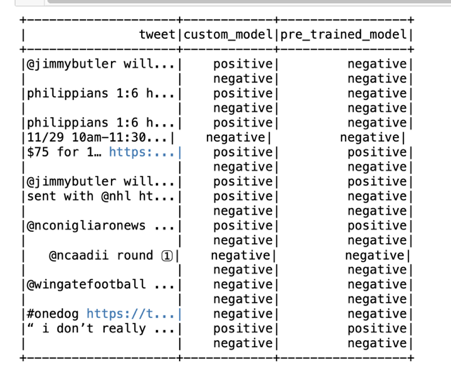 +--------------------+------------+-----------------+
|               tweet|custom_model|pre_trained_model|
+--------------------+------------+-----------------+
|@jimmybutler will...|    positive|         negative|
|                    |    negative|         negative|
|philippians 1:6 h...|    positive|         negative|
|                    |    negative|         negative|
|philippians 1:6 h...|    positive|         negative|
|11/29 10am–11:30...|    negative|         negative|
|$75 for 1… https:...|    positive|         positive|
|                    |    negative|         negative|
|@jimmybutler will...|    positive|         positive|
|sent with @nhl ht...|    positive|         positive|
|                    |    negative|         negative|
|@nconigliaronews ...|    positive|         positive|
|                    |    negative|         negative|
|   @ncaadii round 1️⃣|    negative|         negative|
|                    |    negative|         negative|
|@wingatefootball ...|    negative|         negative|
|                    |    negative|         negative|
|#onedog https://t...|    positive|         negative|
|“ i don’t really ...|    positive|         positive|
|                    |    negative|         negative|
+--------------------+------------+-----------------+